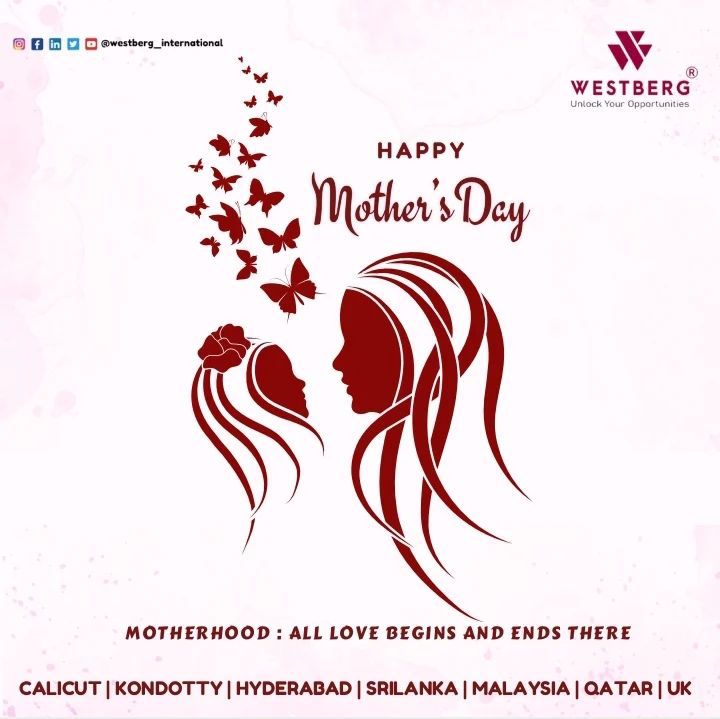 @westberg_international
WESTBERG®
Unlock Your Opportunities
HAPPY
Mother's Day
MOTHERHOOD : ALL LOVE BEGINS AND ENDS THERE
CALICUT | KONDOTTY | HYDERABAD | SRILANKA | MALAYSIA | QATAR | UK